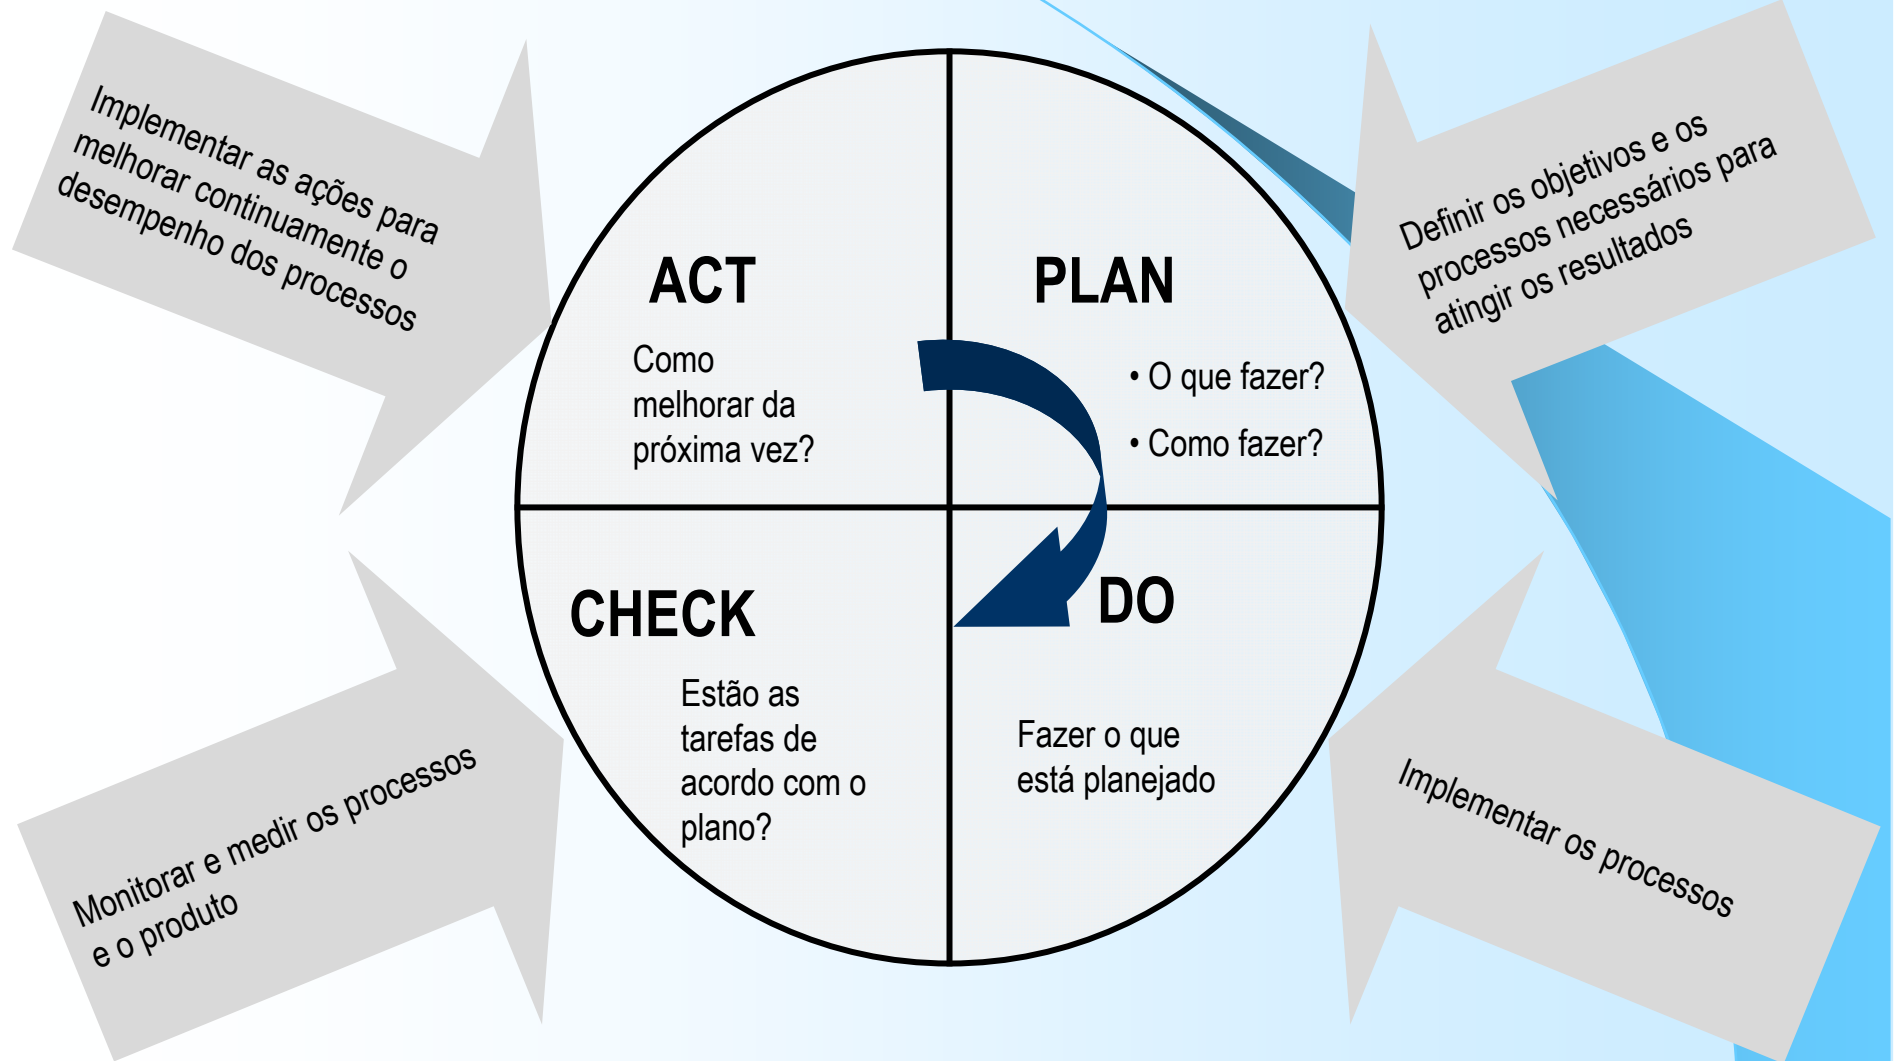 Implementar as ações para
melhorar continuamente o
desempenho dos processos
Definir os objetivos e os
processos necessários para
atingir os resultados
ACT
Como
melhorar da
próxima vez?
PLAN
• O que fazer?
• Como fazer?
CHECK
Estão as
tarefas de
acordo com o
plano?
DO
Fazer o que
está planejado
Monitorar e medir os processos
e o produto
Implementar os processos